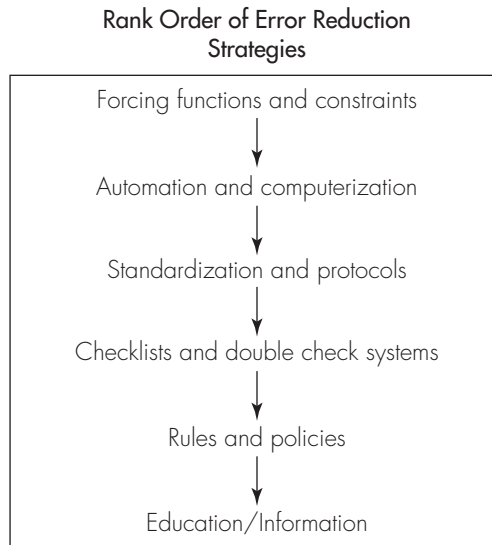 Rank Order of Error Reduction
Strategies
Forcing functions and constraints
Automation and computerization
Standardization and protocols
Checklists and double check systems
Rules and policies
Education/Information